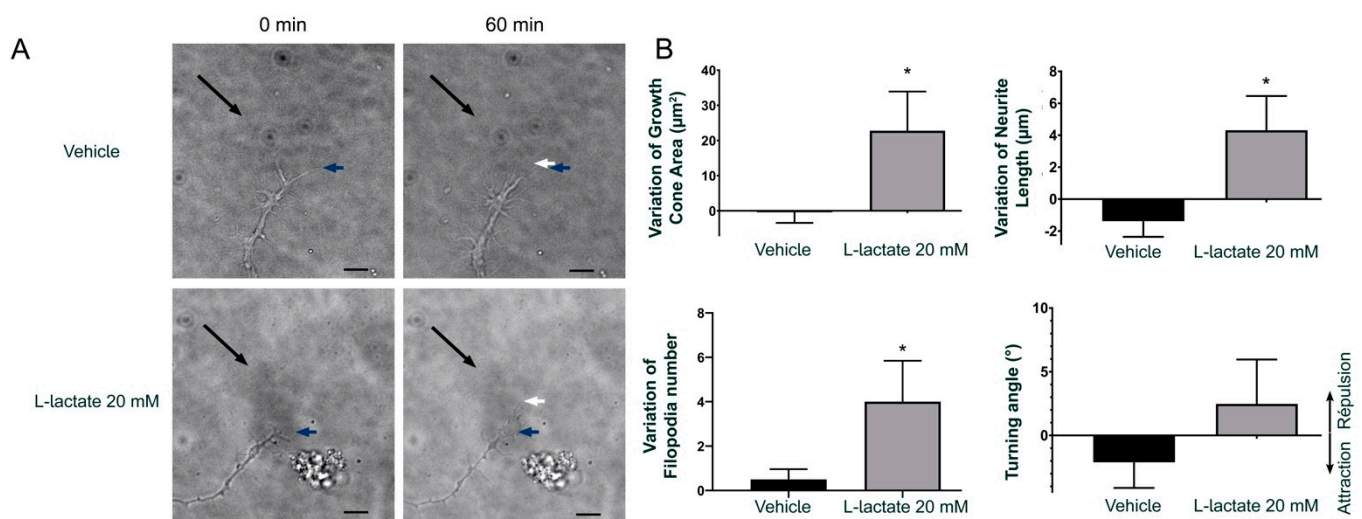 A
0 min
60 min
Vehicle
L-lactate 20 mM
B
Variation of Growth
Cone Area (µm²)
40
30
20
10
0
*
Vehicle
L-lactate 20 mM
Variation of Neurite
Length (µm)
8
6
4
2
0
-2
*
Vehicle
L-lactate 20 mM
Variation of
Filopodia number
8
6
4
2
0
*
Vehicle
L-lactate 20 mM
Turning angle (°)
10
5
0
5
Vehicle
L-lactate 20 mM
Attraction
Repulsion